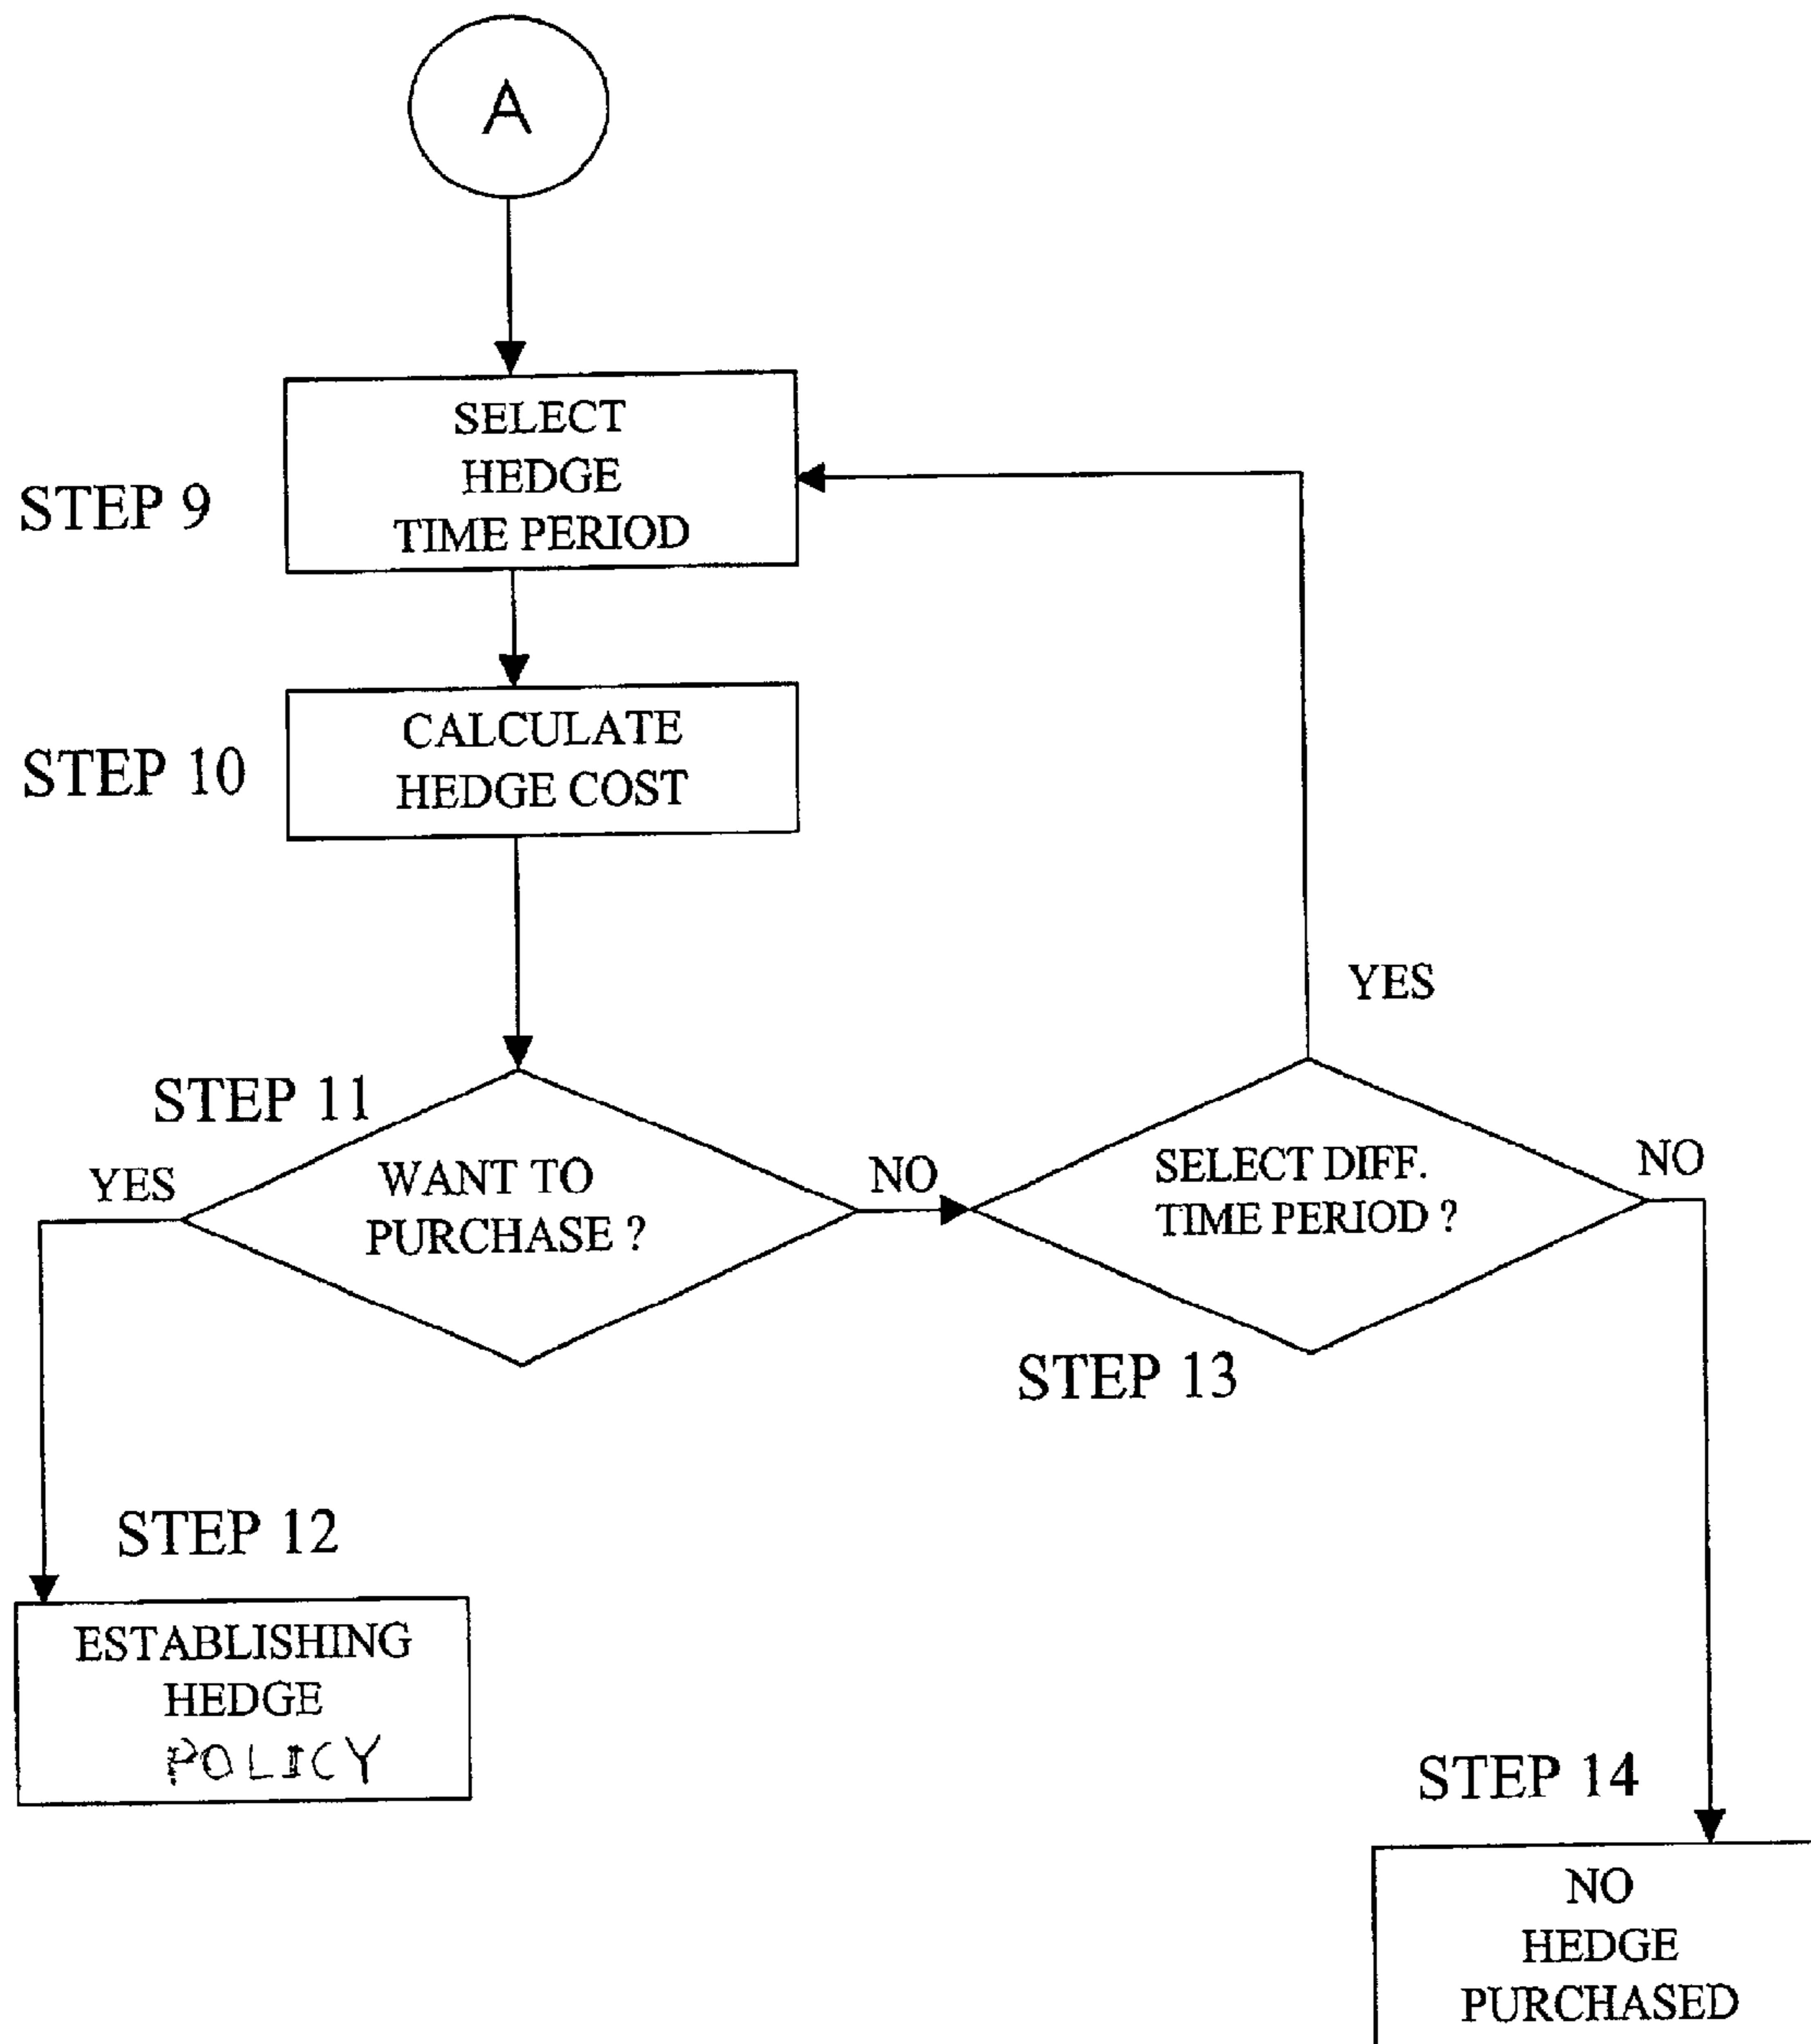 A
STEP 9
SELECT
HEDGE
TIME PERIOD
STEP 10
CALCULATE
HEDGE COST
STEP 11
YES
WANT TO
PURCHASE ?
NO
YES
SELECT DIFF.
TIME PERIOD ?
NO
STEP 13
STEP 12
ESTABLISHING
HEDGE
POLICY
STEP 14
NO
HEDGE
PURCHASED